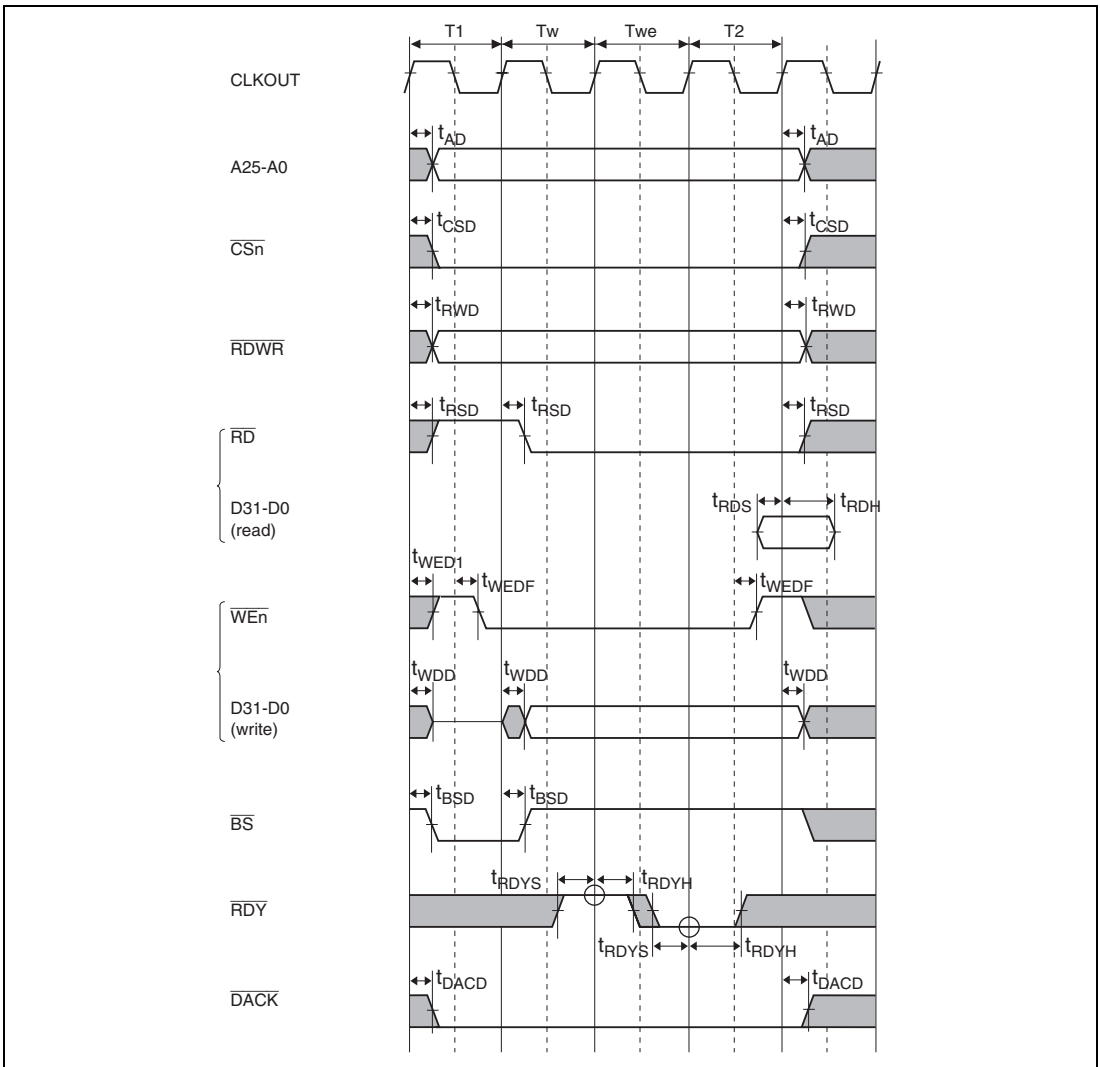 T1 Tw Twe T2
CLKOUT
tAD tAD
A25-A0
tCSD tCSD
CSn
tRWD tRWD
RDWR
tRSD tRSD tRSD
RD
tRDS tRDH
D31-D0
(read)
tWED1
tWEDF tWEDF
WEn
tWDD tWDD tWDD
D31-D0
(write)
tBSD tBSD
BS
tRDYS tRDYH
RDY
tRDYS tRDYH
tDACD tDACD
DACK